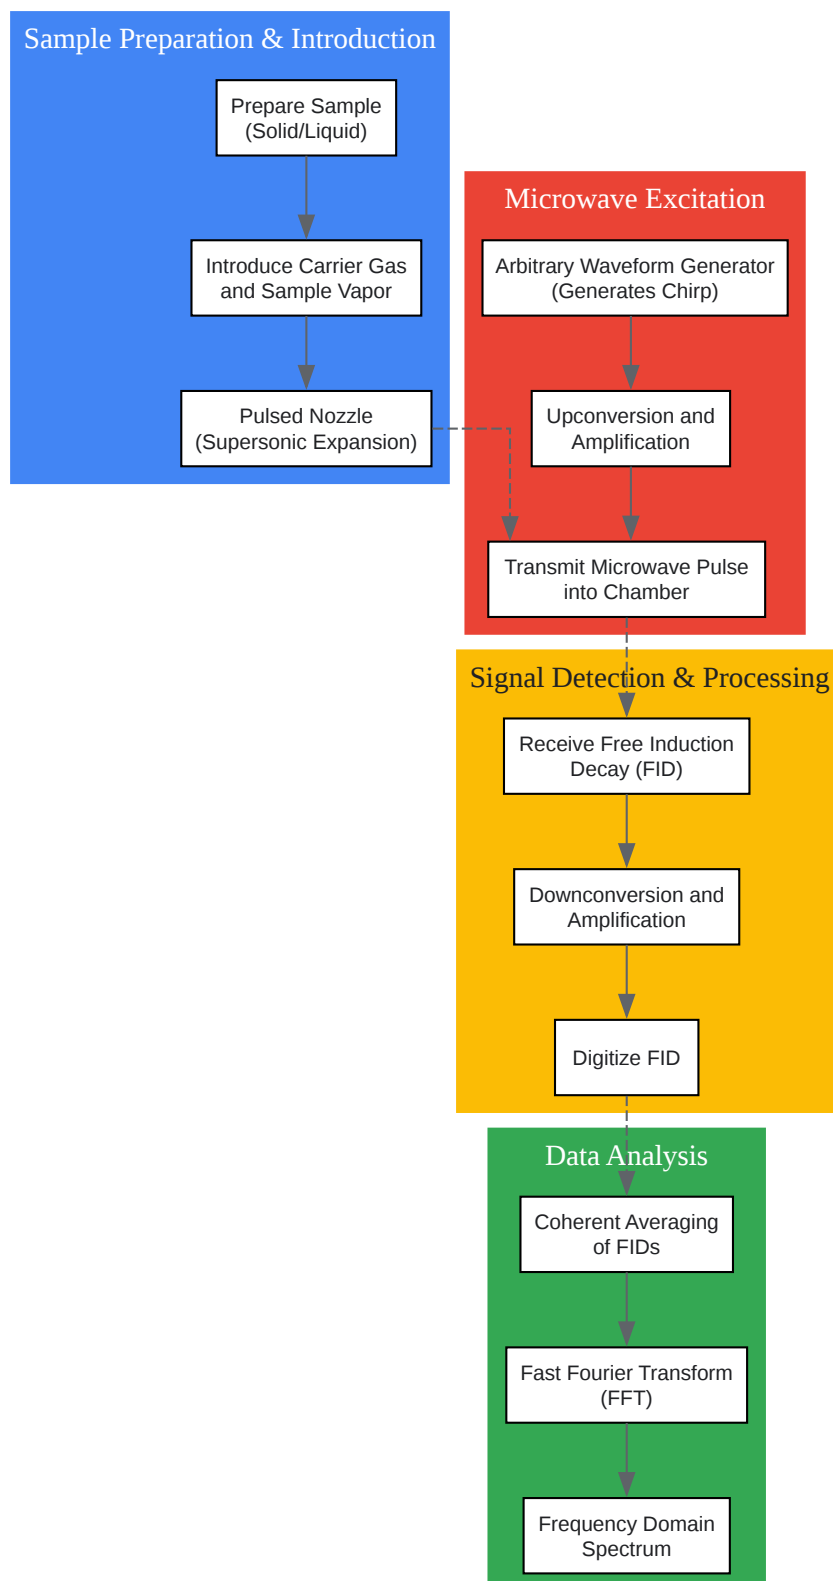 Sample Preparation & Introduction
Prepare Sample
(Solid/Liquid)
Introduce Carrier Gas
and Sample Vapor
Pulsed Nozzle
(Supersonic Expansion)
Microwave Excitation
Arbitrary Waveform Generator
(Generates Chirp)
Upconversion and
Amplification
Transmit Microwave Pulse
into Chamber
Signal Detection & Processing
Receive Free Induction
Decay (FID)
Downconversion and
Amplification
Digitize FID
Data Analysis
Coherent Averaging
of FIDs
Fast Fourier Transform
(FFT)
Frequency Domain
Spectrum